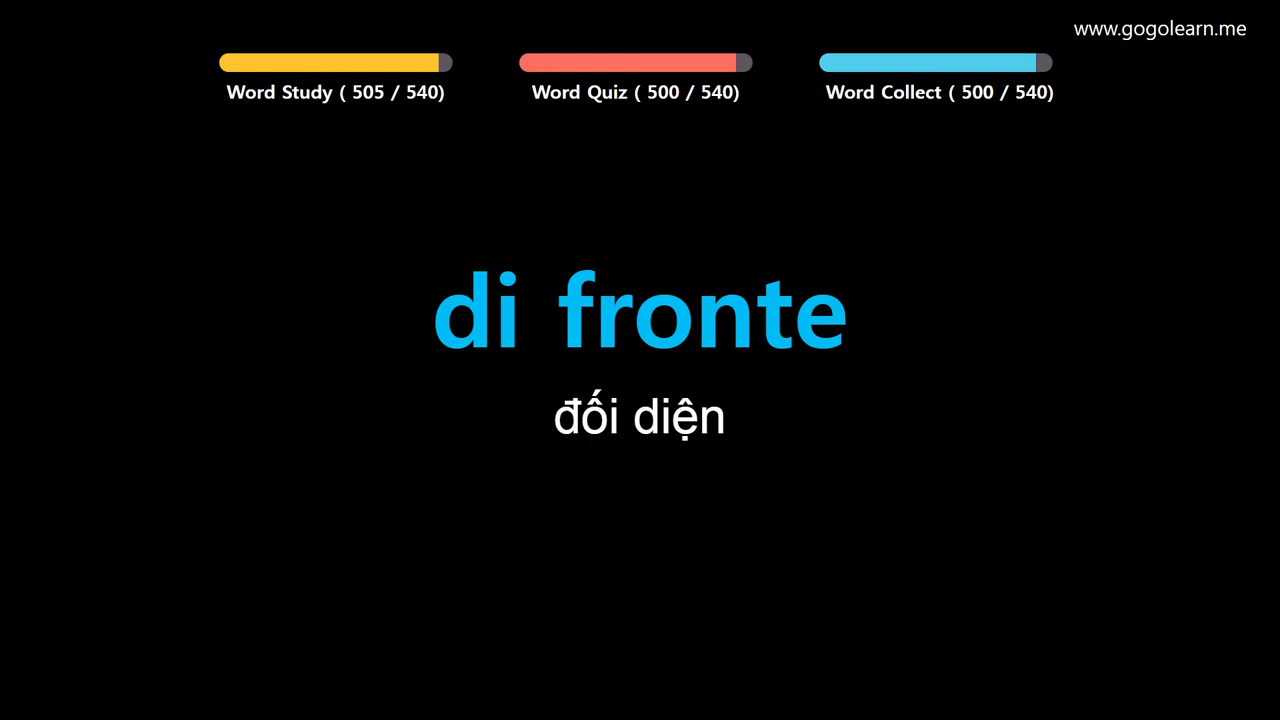 www.gogolearn.me
Word Study ( 505 / 540)
Word Quiz ( 500 / 540)
Word Collect ( 500 / 540)
di fronte
đối diện